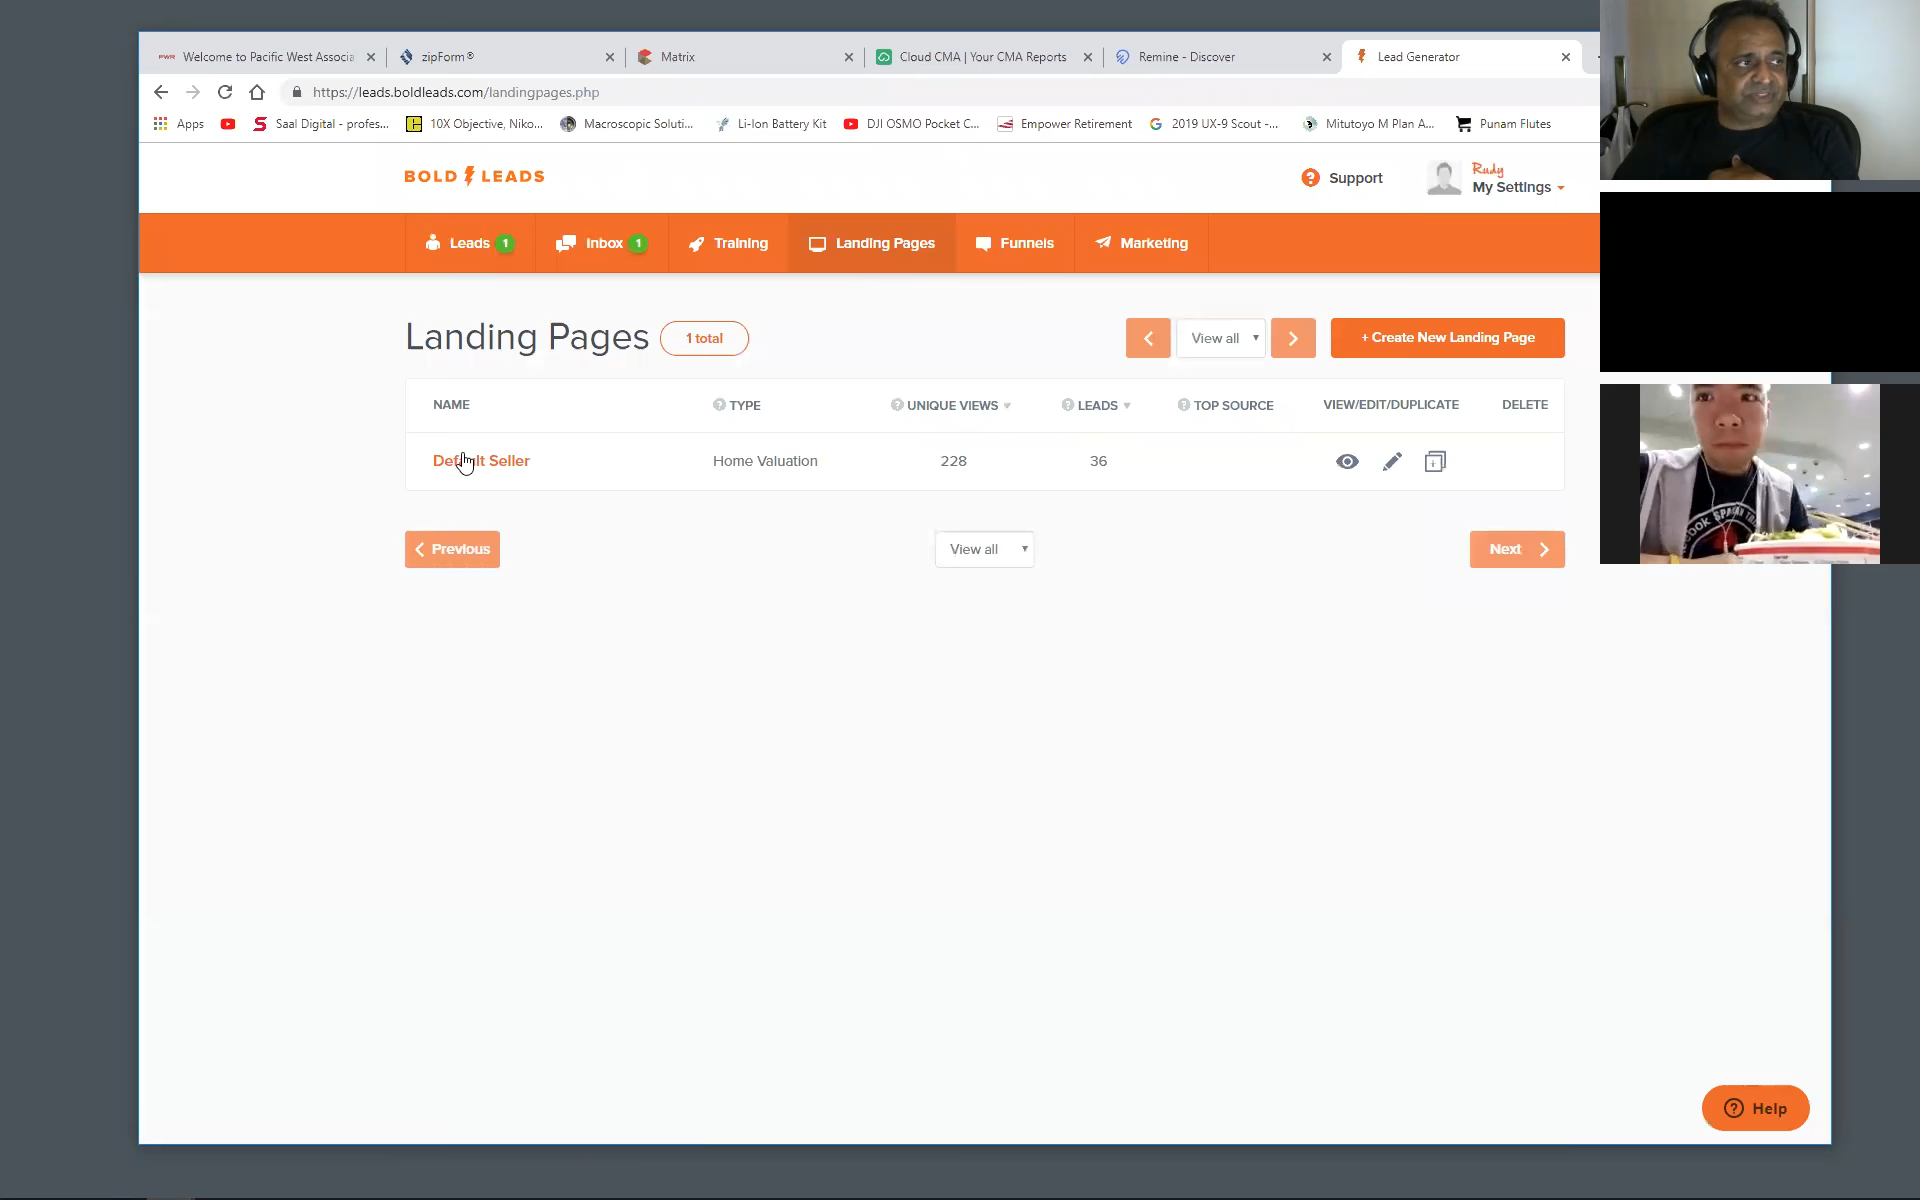 PWR Welcome to Pacific West Associa
zipForm®
Matrix
Cloud CMA | Your CMA Reports
Remine - Discover
Lead Generator
https://leads.boldleads.com/landingpages.php
Apps
Saal Digital - profes...
10X Objective, Niko...
Macroscopic Soluti...
Li-Ion Battery Kit
DJI OSMO Pocket C...
Empower Retirement
2019 UX-9 Scout -...
Mitutoyo M Plan A...
Punam Flutes
BOLD LEADS
Support
Rudy
My Settings
Leads 1
Inbox 1
Training
Landing Pages
Funnels
Marketing
Landing Pages
1 total
View all
+ Create New Landing Page
NAME
TYPE
UNIQUE VIEWS
LEADS
TOP SOURCE
VIEW/EDIT/DUPLICATE
DELETE
Default Seller
Home Valuation
228
36
Previous
View all
Next
Help